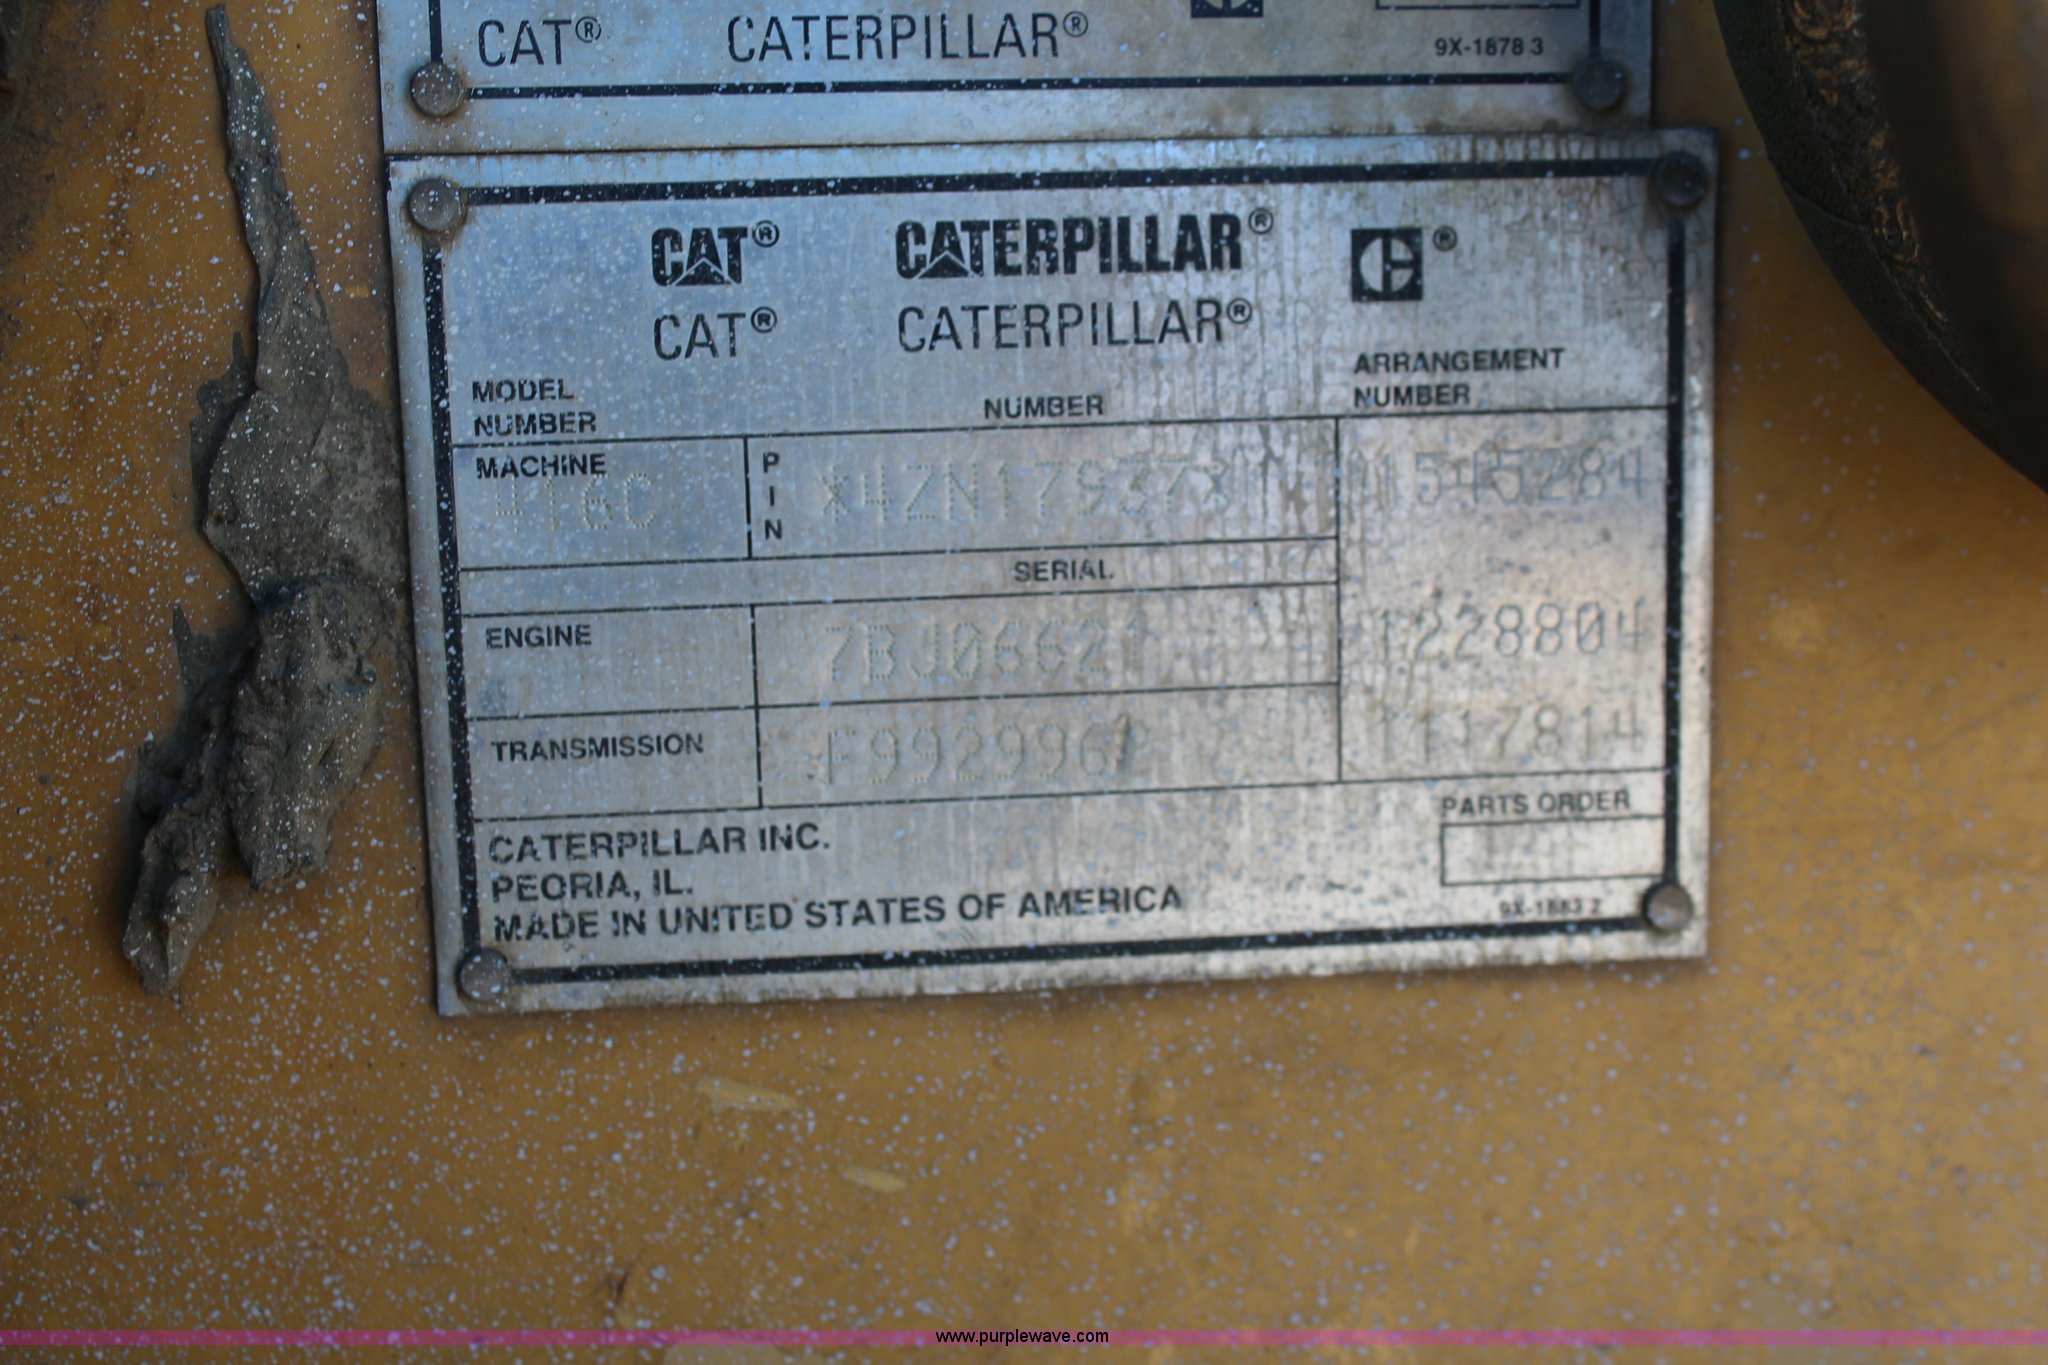 CAT® CATERPILLAR®
9X-1878 3
CAT® CATERPILLAR® ®
CAT® CATERPILLAR®
MODEL NUMBER
NUMBER
ARRANGEMENT NUMBER
MACHINE 416C PIN X4ZN17937X 1545284
SERIAL
ENGINE 7BJ06621 1228804
TRANSMISSION F992996 1117814
PARTS ORDER
CATERPILLAR INC.
PEORIA, IL.
MADE IN UNITED STATES OF AMERICA
9X-1883 2
www.purplewave.com